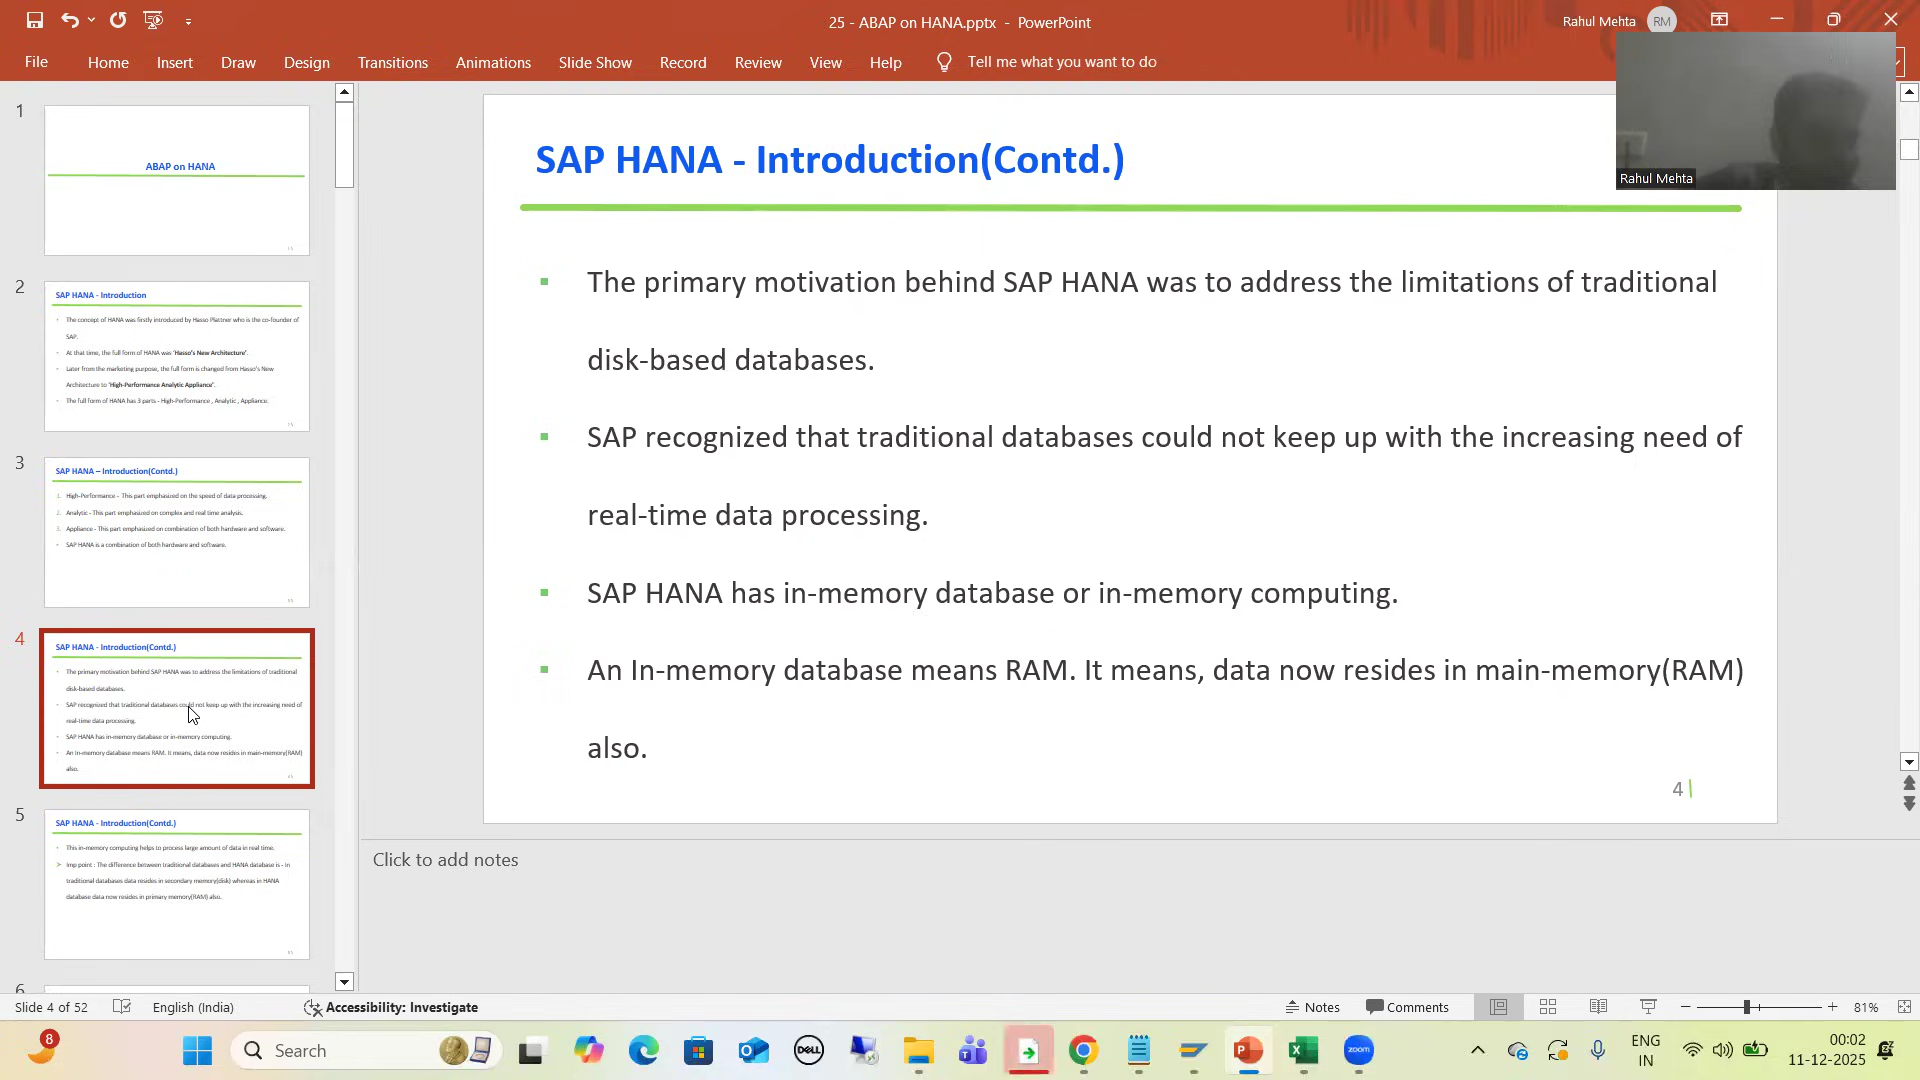 25 - ABAP on HANA.pptx - PowerPoint
Rahul Mehta
RM
File
Home
Insert
Draw
Design
Transitions
Animations
Slide Show
Record
Review
View
Help
Tell me what you want to do
Rahul Mehta
1
ABAP on HANA
2
SAP HANA - Introduction
The concept of HANA was firstly introduced by Hasso Plattner who is the co-founder of
SAP.
At that time, the full form of HANA was 'Hasso's New Architecture'.
Later from the marketing purpose, the full form is changed from Hasso's New
Architecture to 'High-Performance Analytic Appliance'.
The full form of HANA has 3 parts - High-Performance , Analytic , Appliance.
3
SAP HANA – Introduction(Contd.)
1. High-Performance - This part emphasized on the speed of data processing.
2. Analytic - This part emphasized on complex and real time analysis.
3. Appliance - This part emphasized on combination of both hardware and software.
SAP HANA is a combination of both hardware and software.
4
SAP HANA - Introduction(Contd.)
The primary motivation behind SAP HANA was to address the limitations of traditional
disk-based databases.
SAP recognized that traditional databases could not keep up with the increasing need of
real-time data processing.
SAP HANA has in-memory database or in-memory computing.
An In-memory database means RAM. It means, data now resides in main-memory(RAM)
also.
5
SAP HANA - Introduction(Contd.)
This in-memory computing helps to process large amount of data in real time.
Imp point : The difference between traditional databases and HANA database is - In
traditional databases data resides in secondary memory(disk) whereas in HANA
database data now resides in primary memory(RAM) also.
6
SAP HANA - Introduction(Contd.)
The primary motivation behind SAP HANA was to address the limitations of traditional
disk-based databases.
SAP recognized that traditional databases could not keep up with the increasing need of
real-time data processing.
SAP HANA has in-memory database or in-memory computing.
An In-memory database means RAM. It means, data now resides in main-memory(RAM)
also.
4
Click to add notes
Slide 4 of 52
English (India)
Accessibility: Investigate
Notes
Comments
81%
8
Search
DELL
zoom
ENG
IN
00:02
11-12-2025